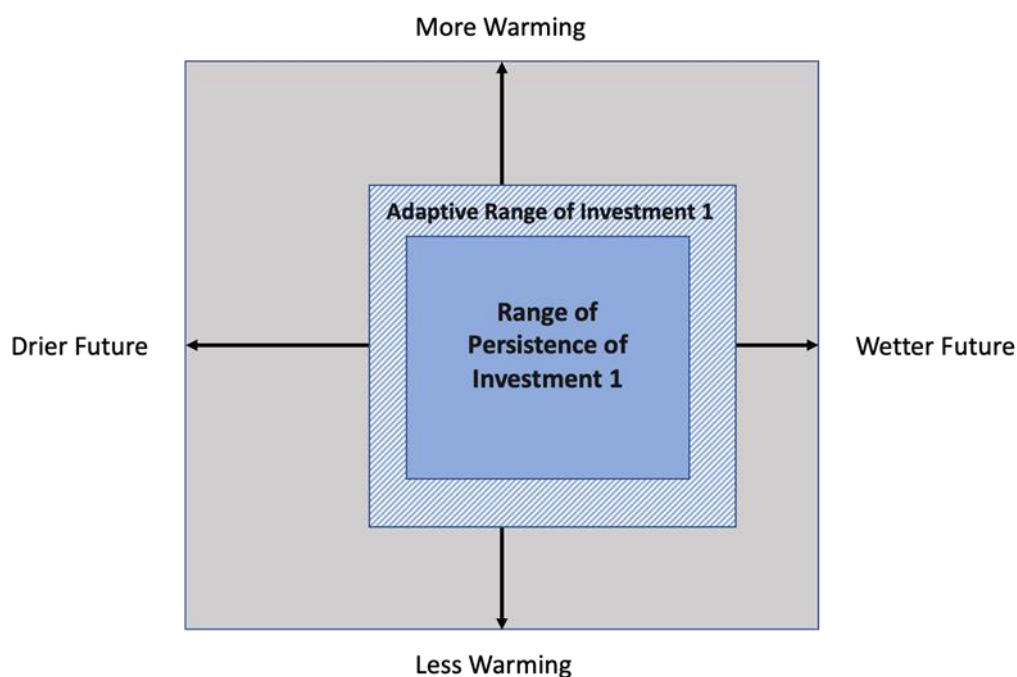 More Warming
Adaptive Range of Investment 1
Range of
Persistence of
Investment 1
Drier Future
Wetter Future
Less Warming